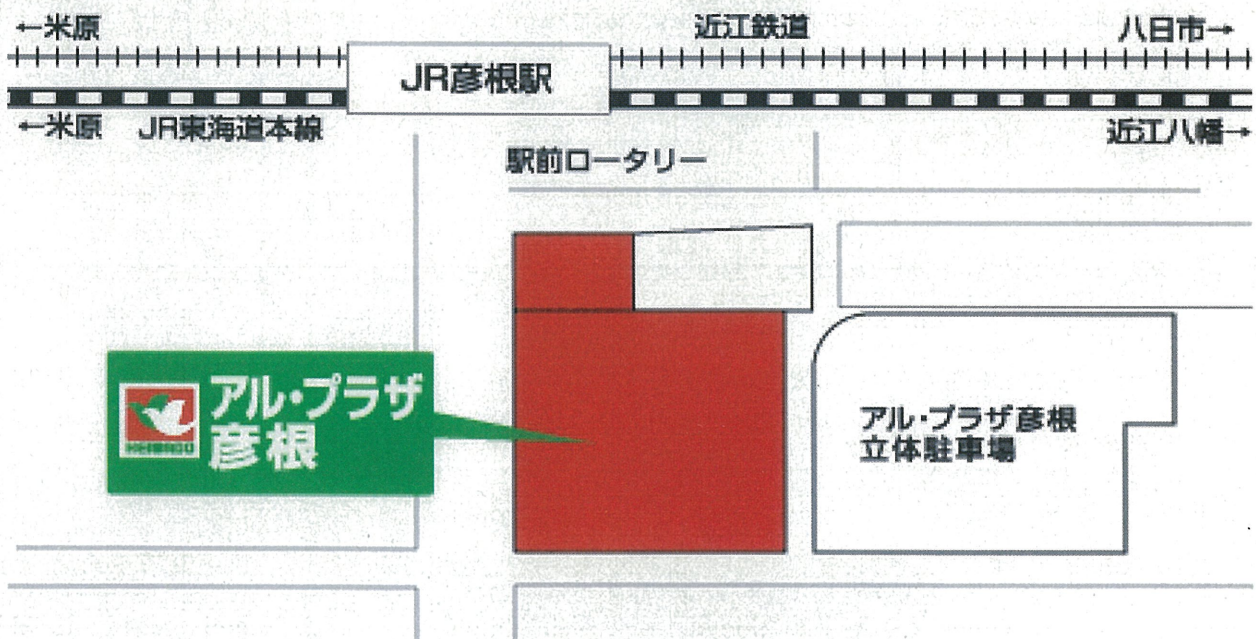 ←米原
近江鉄道
八日市→
JR彦根駅
←米原
JR東海道本線
近江八幡→
駅前ロータリー
アル・プラザ
彦根
HEIWADO
アル・プラザ彦根
立体駐車場